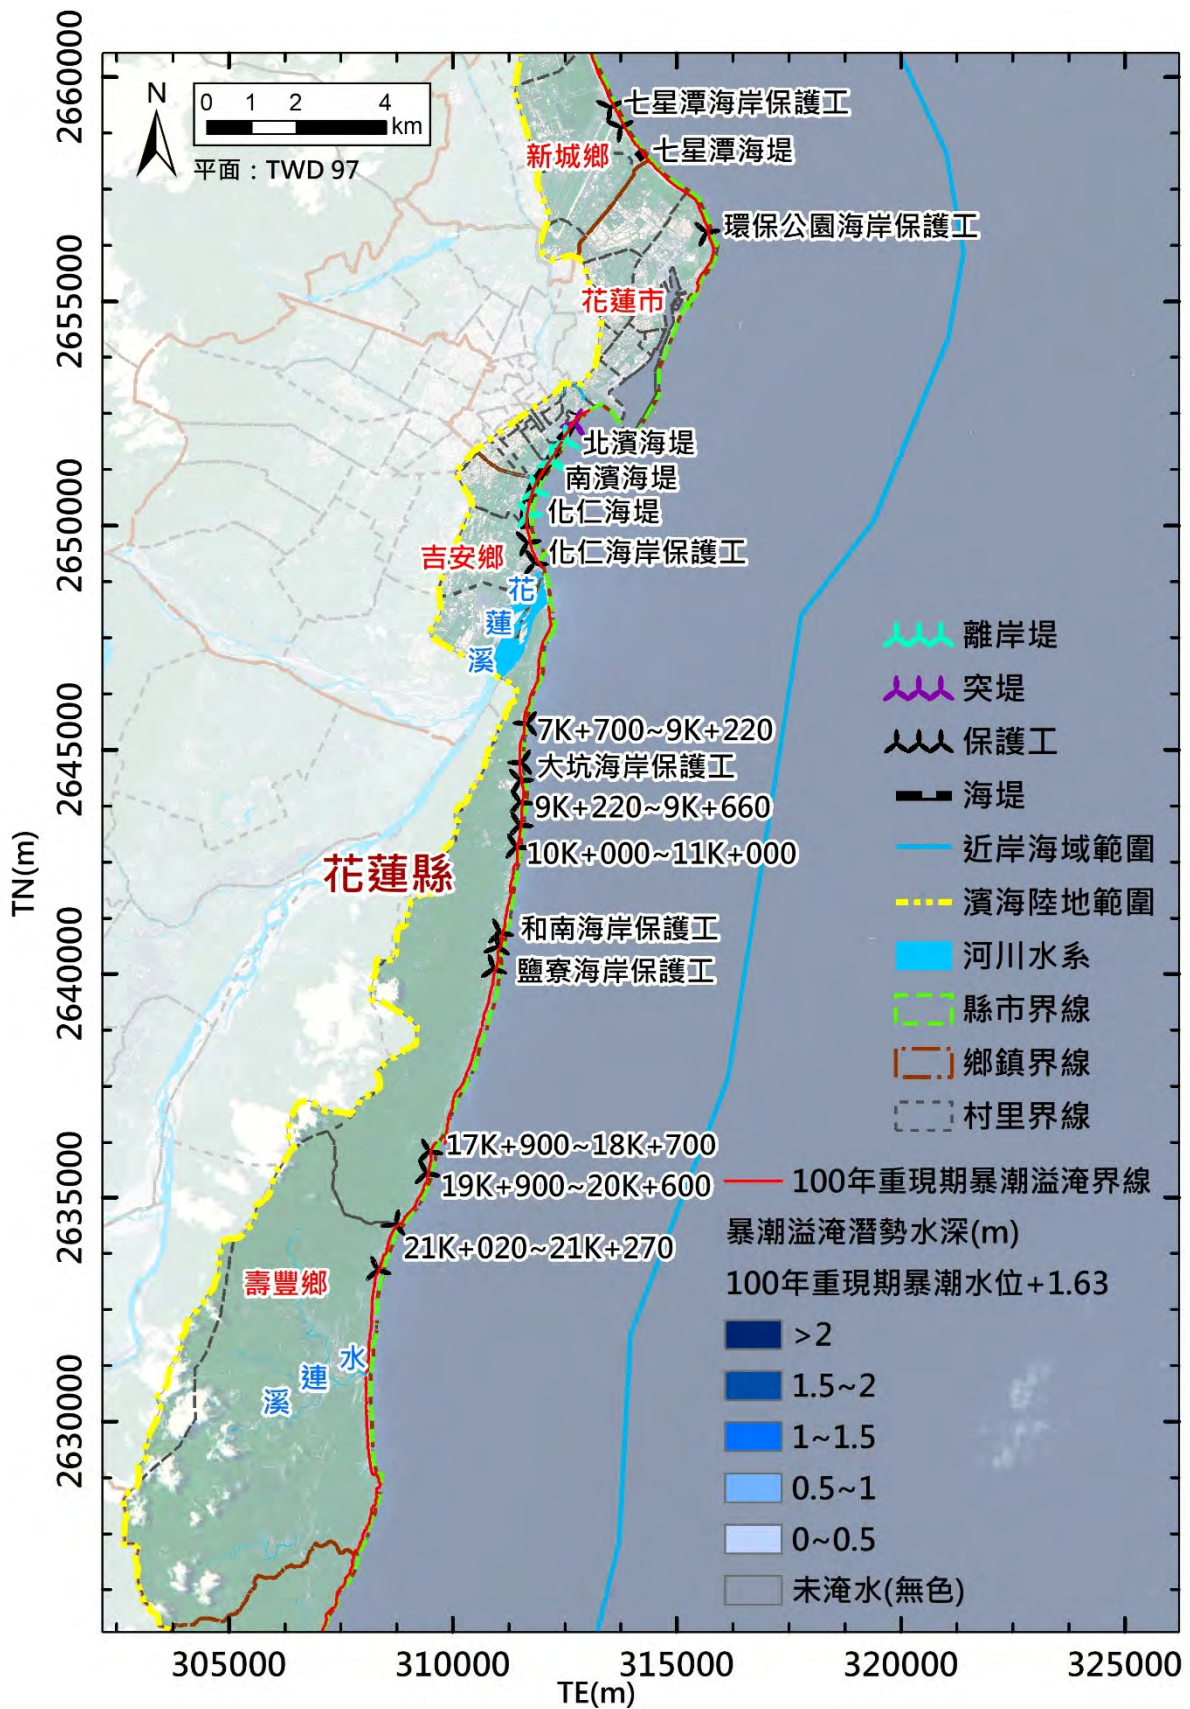 N
0 1 2 4
km
平面：TWD 97
七星潭海岸保護工
新城鄉
七星潭海堤
環保公園海岸保護工
花蓮市
北濱海堤
南濱海堤
化仁海堤
化仁海岸保護工
吉安鄉
花
蓮
溪
7K+700~9K+220
大坑海岸保護工
9K+220~9K+660
10K+000~11K+000
花蓮縣
和南海岸保護工
鹽寮海岸保護工
17K+900~18K+700
19K+900~20K+600
21K+020~21K+270
壽豐鄉
水
連
溪
離岸堤
突堤
保護工
海堤
近岸海域範圍
濱海陸地範圍
河川水系
縣市界線
鄉鎮界線
村里界線
100年重現期暴潮溢淹界線
暴潮溢淹潛勢水深(m)
100年重現期暴潮水位+1.63
>2
1.5~2
1~1.5
0.5~1
0~0.5
未淹水(無色)
2660000
2655000
2650000
2645000
2640000
2635000
2630000
TN(m)
305000 310000 315000 320000 325000
TE(m)